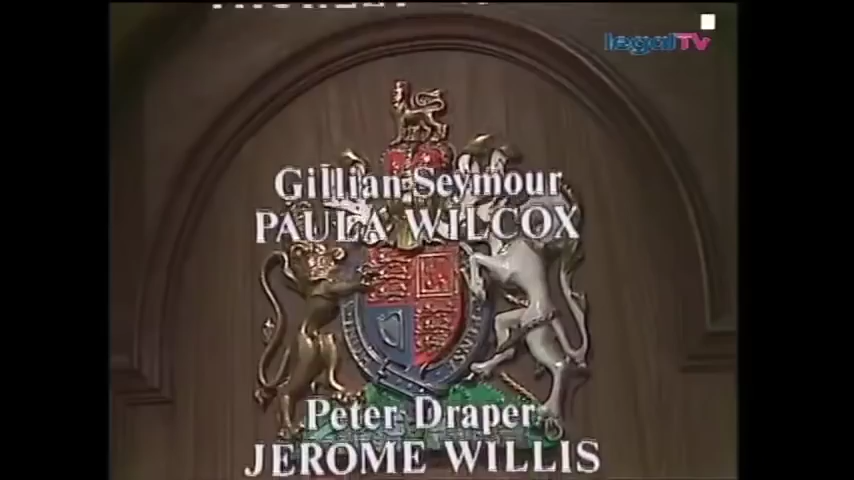 legalTV
Gillian Seymour
PAULA WILCOX
Peter Draper
JEROME WILLIS